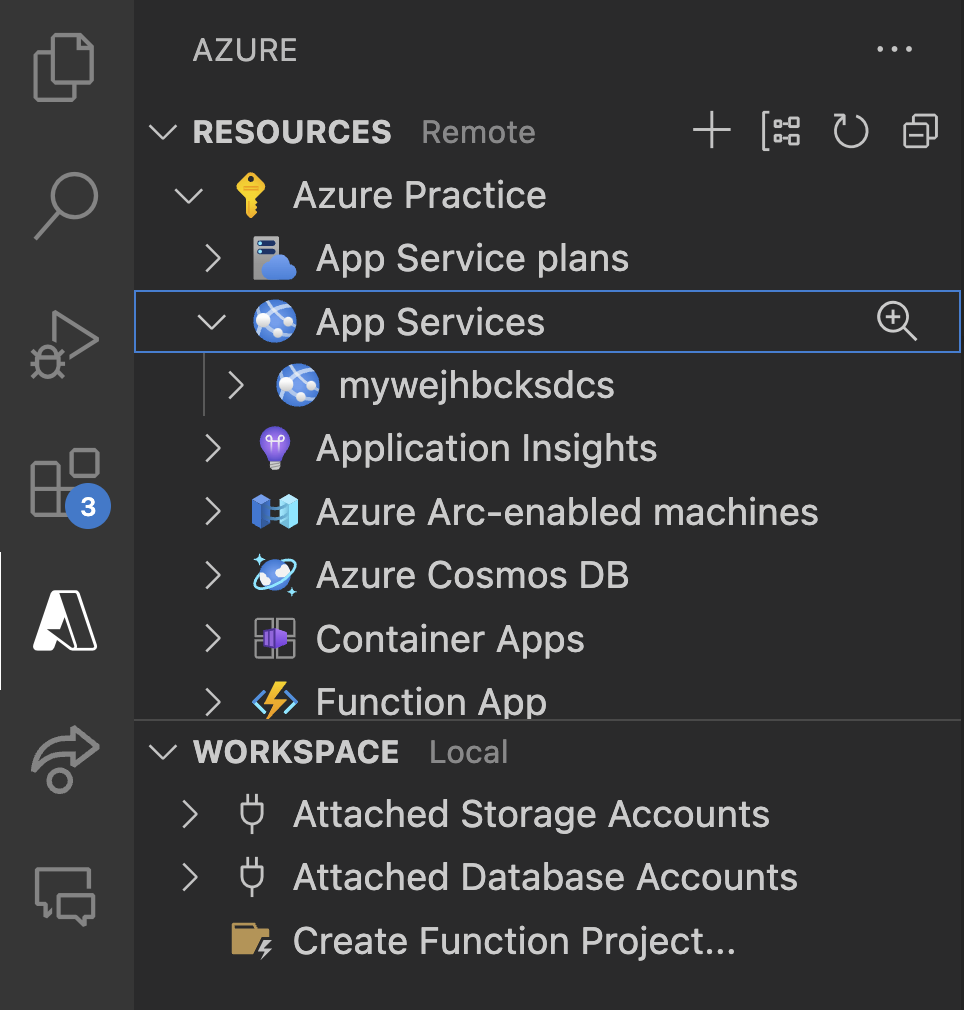 AZURE
RESOURCES Remote
Azure Practice
App Service plans
App Services
mywejhbcksdcs
Application Insights
Azure Arc-enabled machines
3
Azure Cosmos DB
Container Apps
Function App
WORKSPACE Local
Attached Storage Accounts
Attached Database Accounts
Create Function Project...